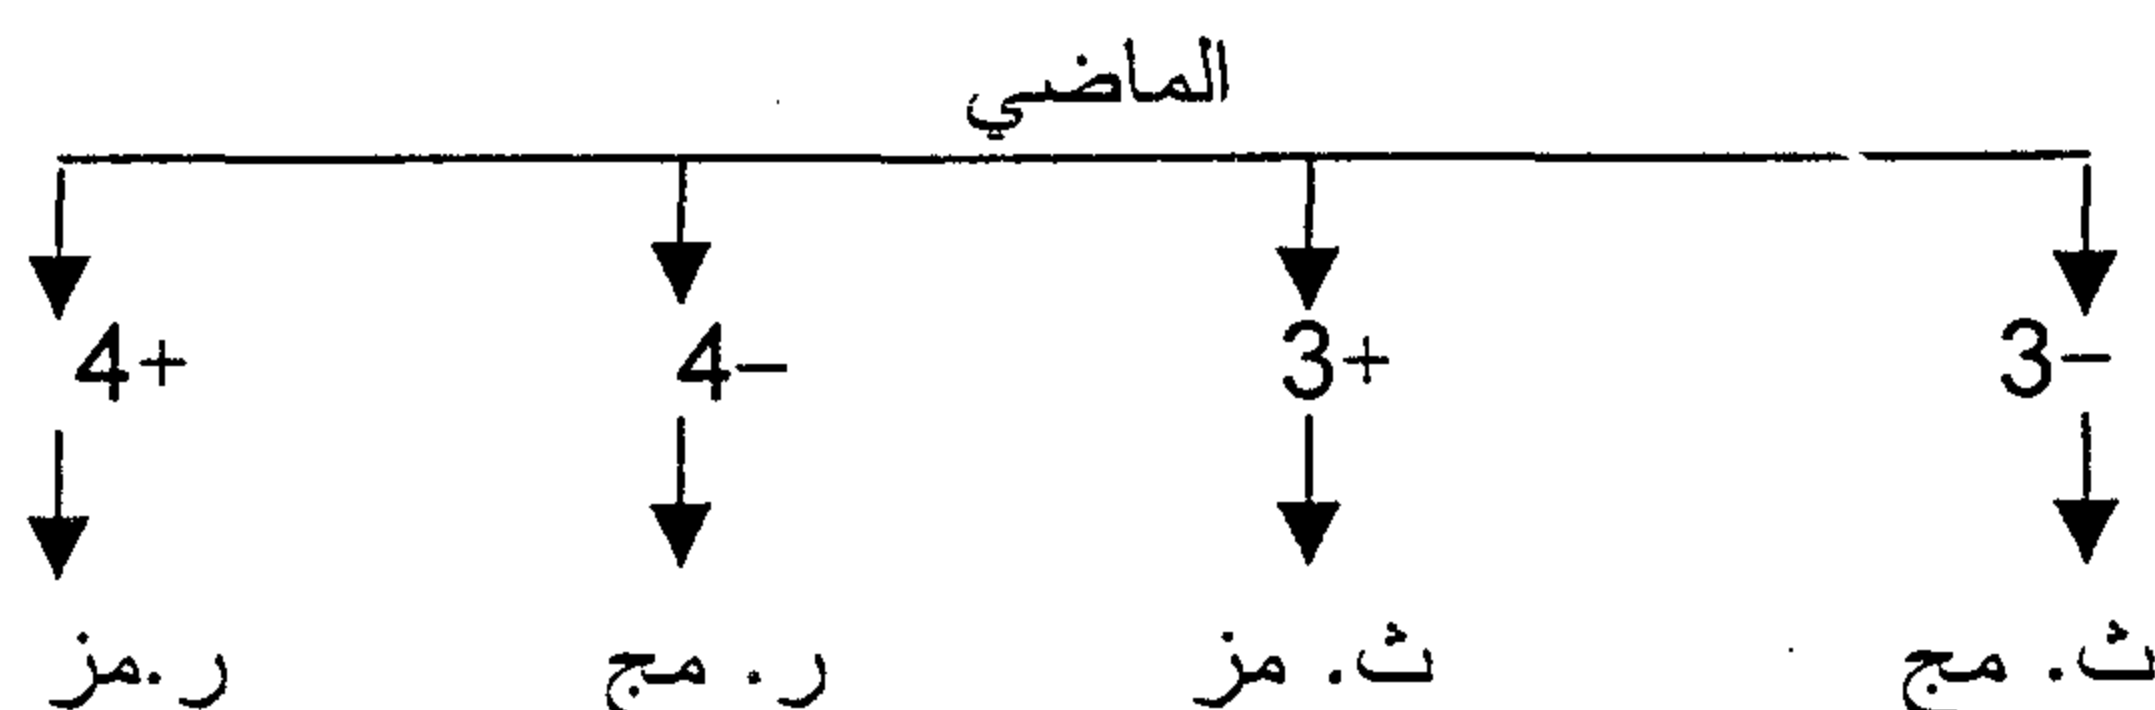 الماضي
3- 3+ 4- 4+
ث. مج ث. مز ر. مج ر.مز